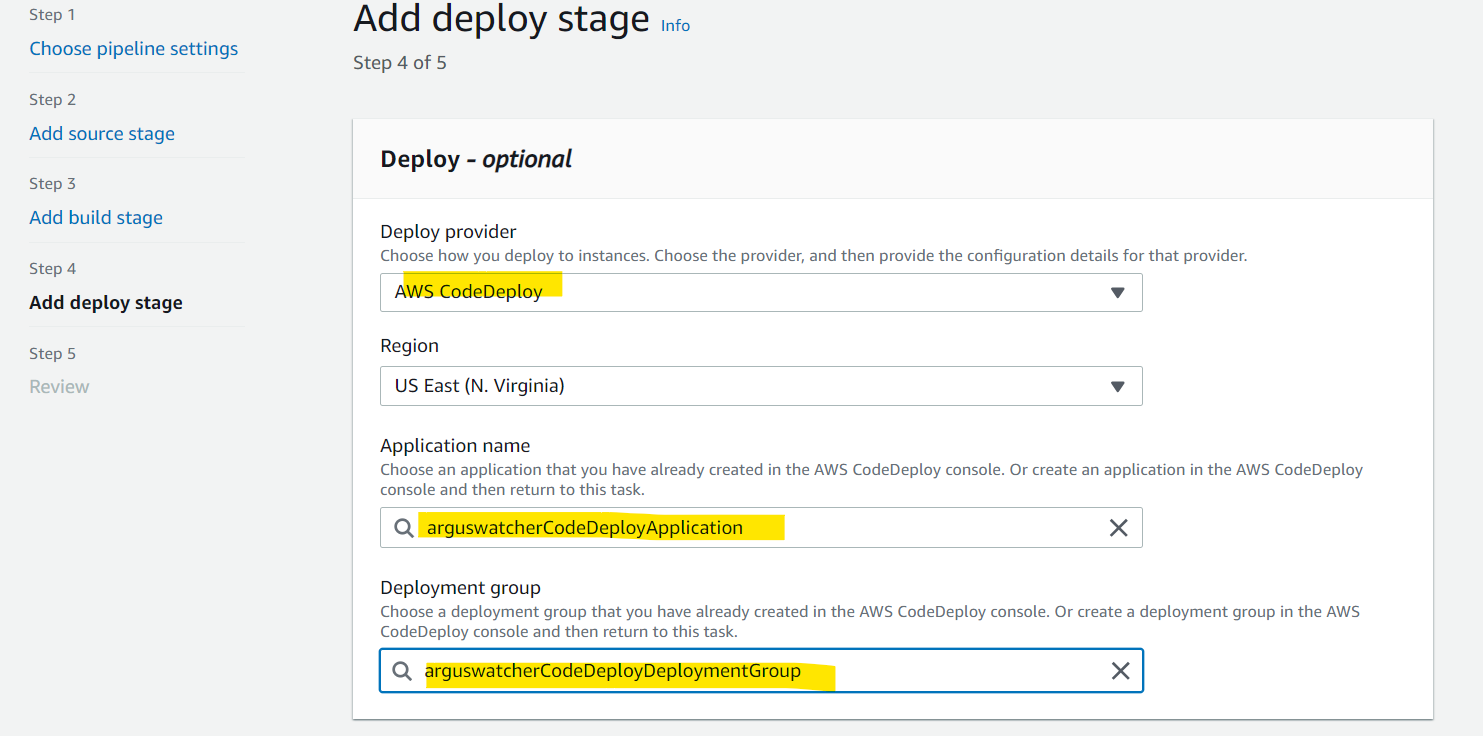 Step 1
Choose pipeline settings
Step 2
Add source stage
Step 3
Add build stage
Step 4
Add deploy stage
Step 5
Review
Add deploy stage Info
Step 4 of 5
Deploy - optional
Deploy provider
Choose how you deploy to instances. Choose the provider, and then provide the configuration details for that provider.
AWS CodeDeploy
Region
US East (N. Virginia)
Application name
Choose an application that you have already created in the AWS CodeDeploy console. Or create an application in the AWS CodeDeploy
console and then return to this task.
arguswatcherCodeDeployApplication
Deployment group
Choose a deployment group that you have already created in the AWS CodeDeploy console. Or create a deployment group in the AWS
CodeDeploy console and then return to this task.
arguswatcherCodeDeployDeploymentGroup